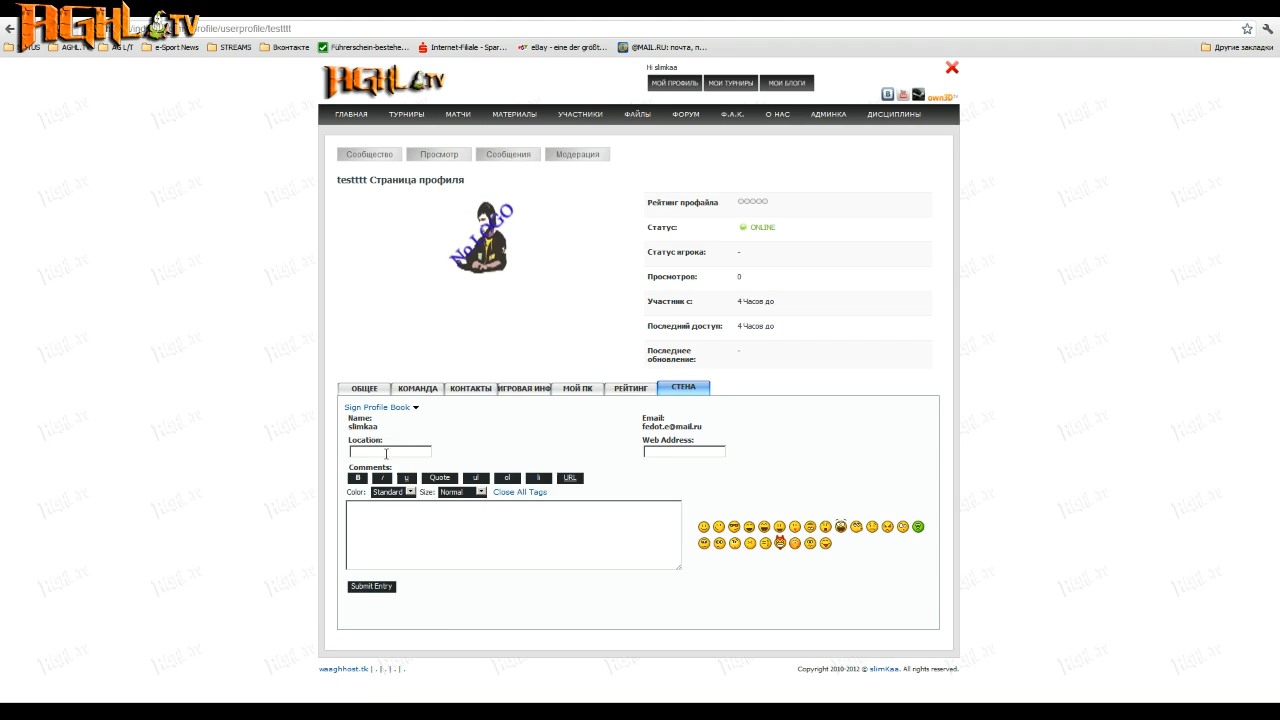 AGHL.TV
profile/userprofile/testttt
e-Sport News STREAMS Вконтакте Führerschein-bestehe... Internet-Filiale - Spar... eBay - eine der größt... @MAIL.RU: почта, п... Другие закладки
AGHL.TV
Hi slimkaa
МОЙ ПРОФИЛЬ МОИ ТУРНИРЫ МОИ БЛОГИ
own3D
ГЛАВНАЯ ТУРНИРЫ МАТЧИ МАТЕРИАЛЫ УЧАСТНИКИ ФАЙЛЫ ФОРУМ Ф.А.К. О НАС АДМИНКА ДИСЦИПЛИНЫ
Сообщество Просмотр Сообщения Модерация
testttt Страница профиля
No LOGO
Рейтинг профайла
Статус: ONLINE
Статус игрока: -
Просмотров: 0
Участник с: 4 Часов до
Последний доступ: 4 Часов до
Последнее обновление: -
ОБЩЕЕ КОМАНДА КОНТАКТЫ ИГРОВАЯ ИНФ МОЙ ПК РЕЙТИНГ СТЕНА
Sign Profile Book
Name: Email:
slimkaa fedot.e@mail.ru
Location: Web Address:
Comments:
B i u Quote ul ol li URL
Color: Standard Size: Normal Close All Tags
Submit Entry
waaghhost.tk | . | . | . | .
Copyright 2010-2012 © slimKaa. All rights reserved.